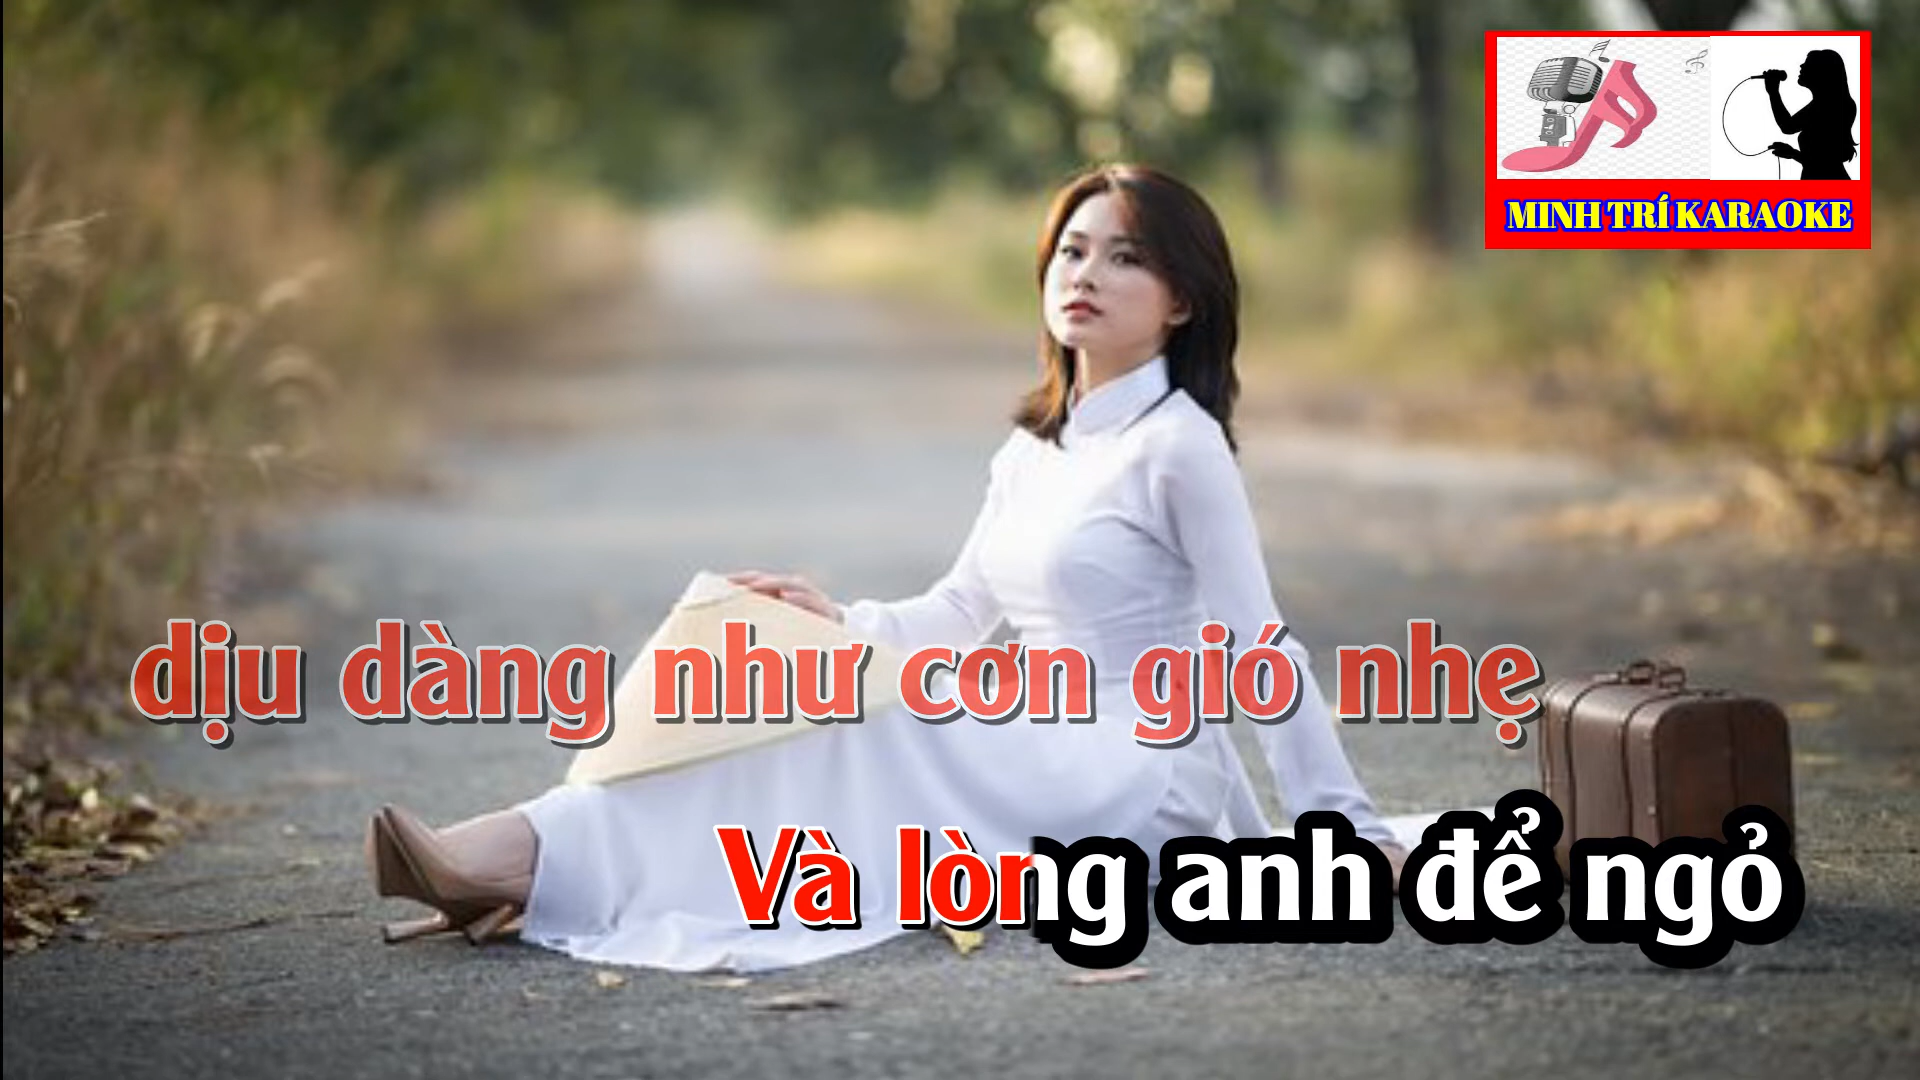 MINH TRÍ KARAOKE
dịu dàng như cơn gió nhẹ
Và lòng anh để ngỏ